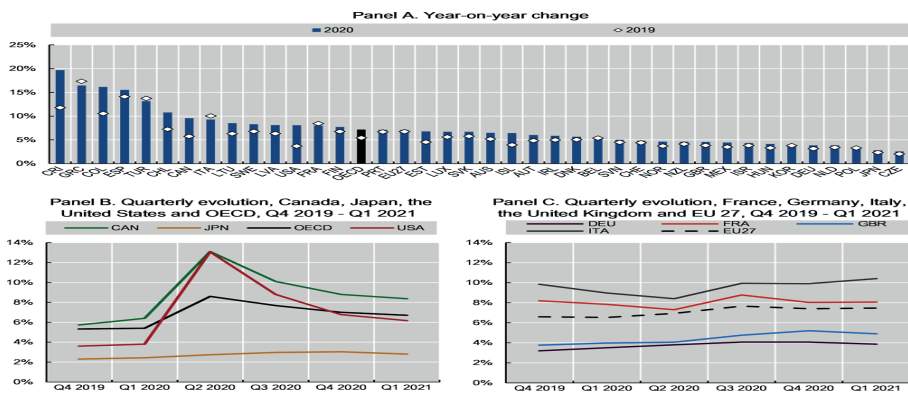 Panel A. Year-on-year change
2020 2019
25%
20%
15%
10%
5%
0%
CRI GRC COL ESP TUR CHL CAN ITA LTU SWE LVA USA FRA FIN OECD PRT EU27 EST LUX SVK AUS ISL AUT IRL DNK BEL SVN CHE NOR NZL GBR MEX ISR HUN KOR DEU NLD POL JPN CZE
Panel B. Quarterly evolution, Canada, Japan, the
United States and OECD, Q4 2019 - Q1 2021
CAN JPN OECD USA
14%
12%
10%
8%
6%
4%
2%
0%
Q4 2019 Q1 2020 Q2 2020 Q3 2020 Q4 2020 Q1 2021
Panel C. Quarterly evolution, France, Germany, Italy,
the United Kingdom and EU 27, Q4 2019 - Q1 2021
DEU FRA GBR
ITA EU27
14%
12%
10%
8%
6%
4%
2%
0%
Q4 2019 Q1 2020 Q2 2020 Q3 2020 Q4 2020 Q1 2021